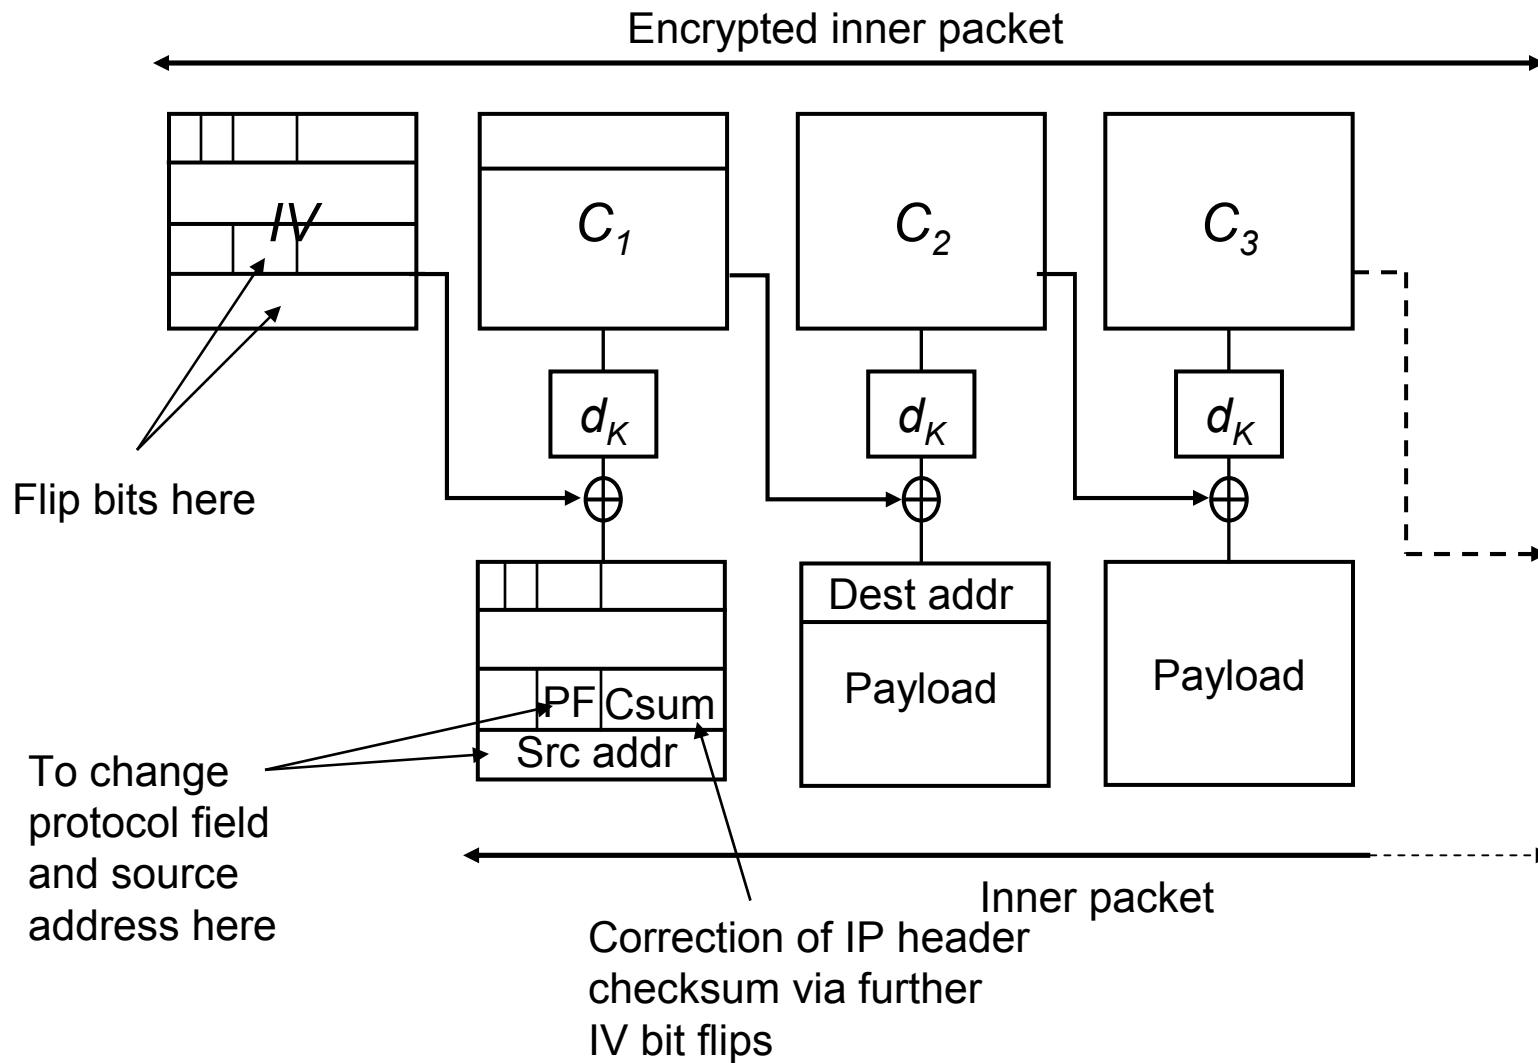 Encrypted inner packet
IV
C1
C2
C3
dK
dK
dK
Flip bits here
Dest addr
Payload
Payload
PF
Csum
Src addr
To change
protocol field
and source
address here
Inner packet
Correction of IP header
checksum via further
IV bit flips